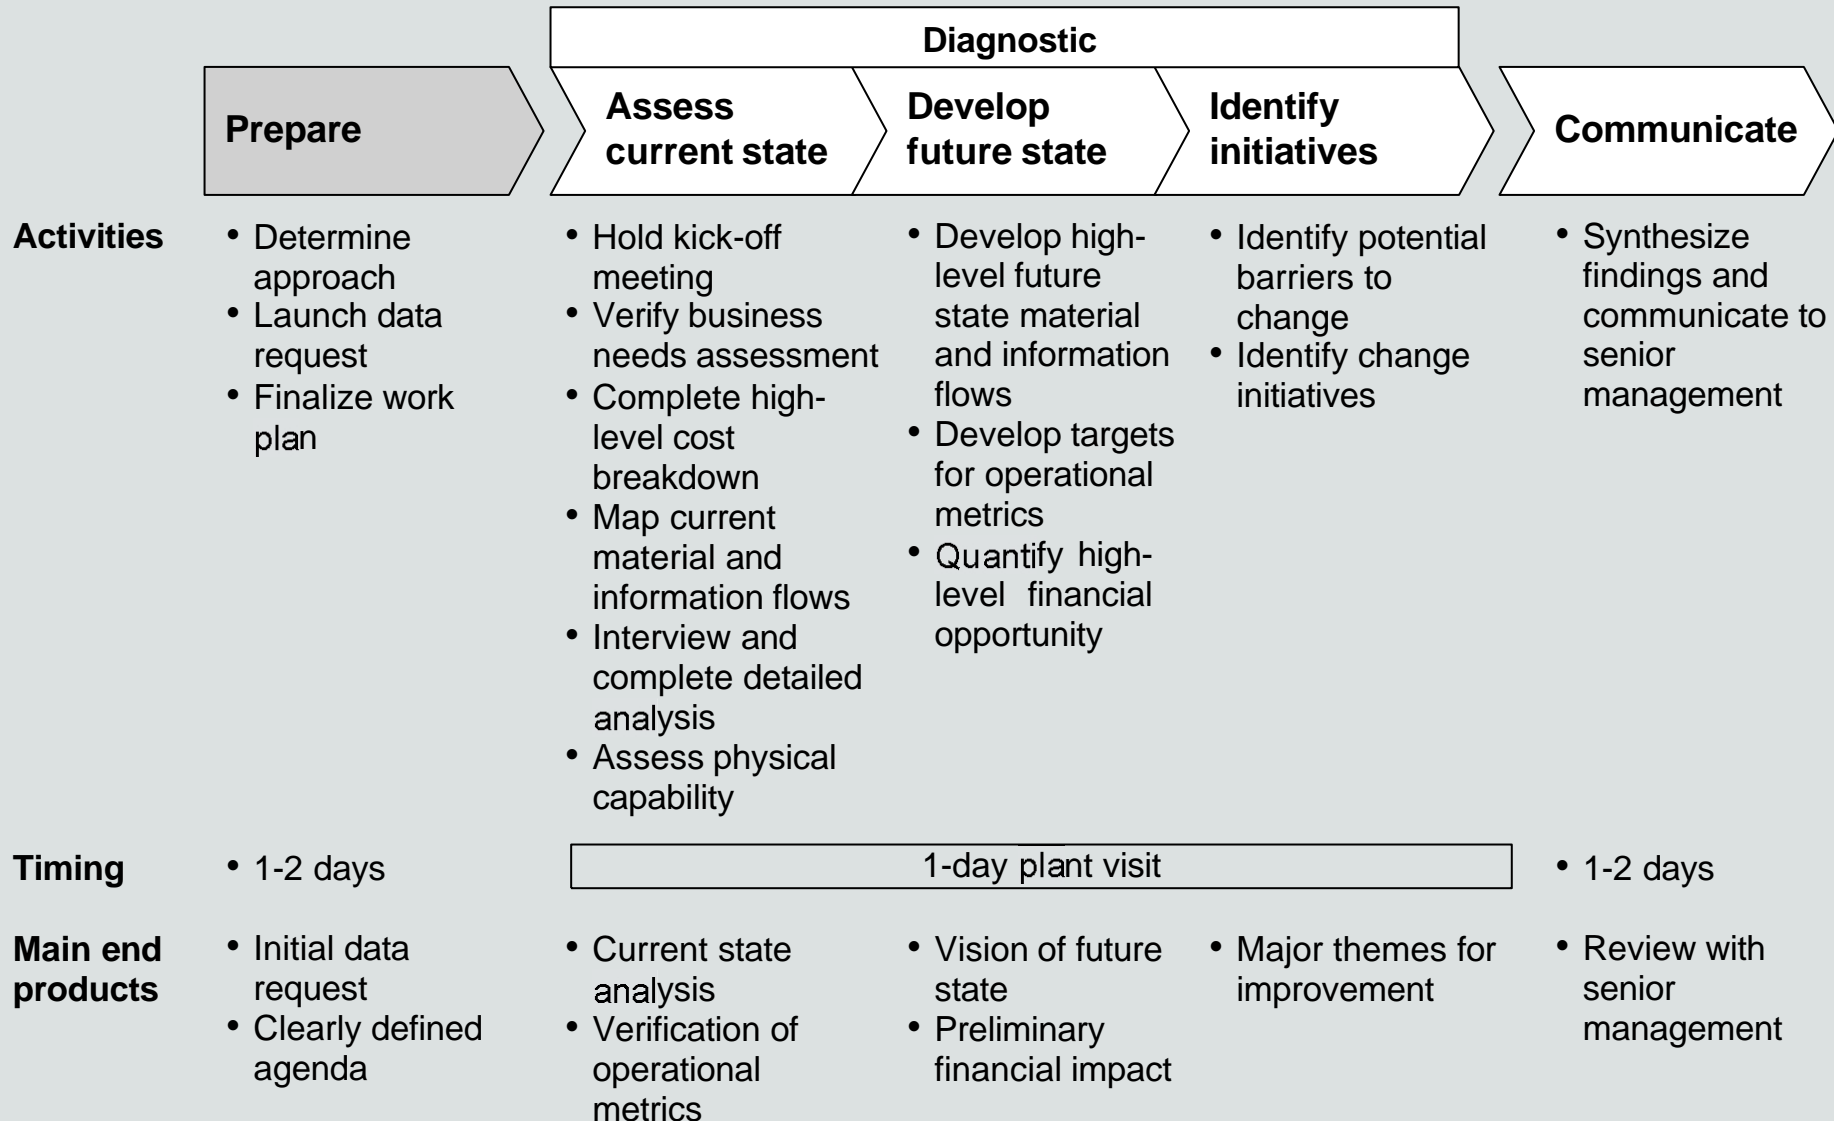 Diagnostic
Prepare
Assess
current state
Develop
future state
Identify
initiatives
Communicate
Activities
• Determine
approach
• Launch data
request
• Finalize work
plan
• Hold kick-off
meeting
• Verify business
needs assessment
• Complete high-
level cost
breakdown
• Map current
material and
information flows
• Interview and
complete detailed
analysis
• Assess physical
capability
• Develop high-
level future
state material
and information
flows
• Develop targets
for operational
metrics
• Quantify high-
level financial
opportunity
• Identify potential
barriers to
change
• Identify change
initiatives
• Synthesize
findings and
communicate to
senior
management
Timing
• 1-2 days
1-day plant visit
• 1-2 days
Main end
products
• Initial data
request
• Clearly defined
agenda
• Current state
analysis
• Verification of
operational
metrics
• Vision of future
state
• Preliminary
financial impact
• Major themes for
improvement
• Review with
senior
management